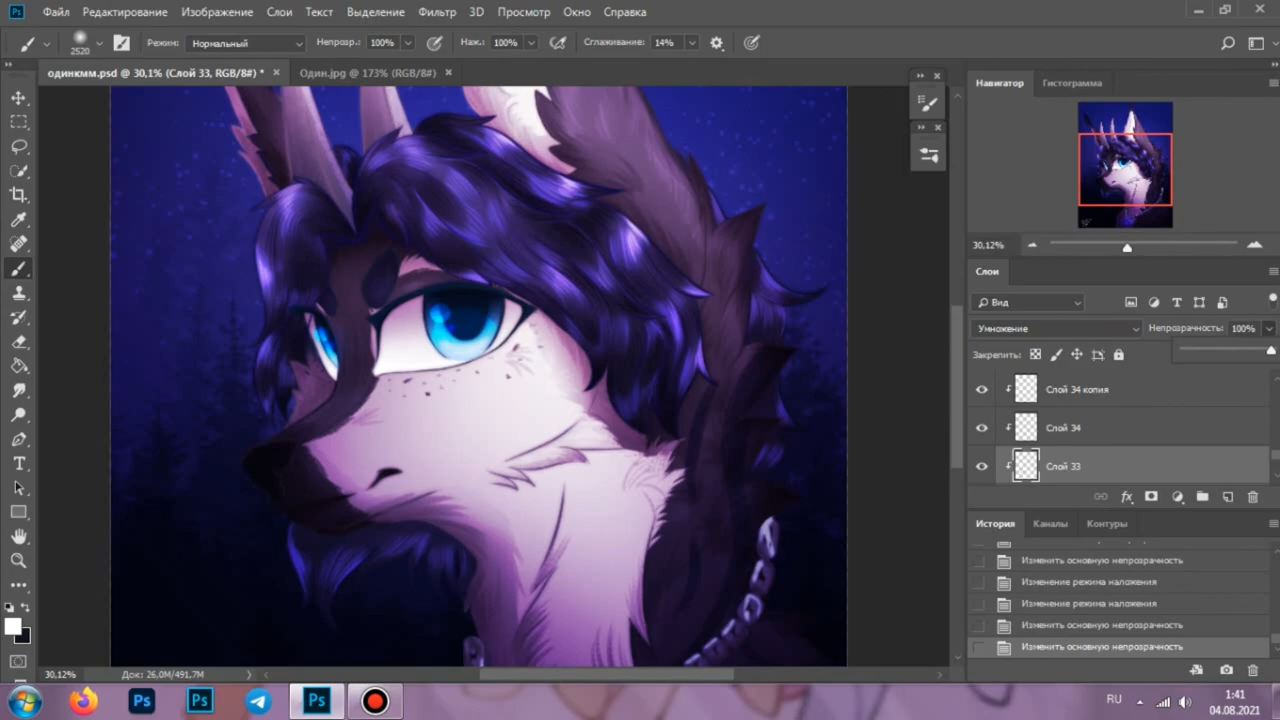 Ps Файл Редактирование Изображение Слои Текст Выделение Фильтр 3D Просмотр Окно Справка
2520 Режим: Нормальный Непрозр.: 100% Наж.: 100% Сглаживание: 14%
одинкмм.psd @ 30,1% (Слой 33, RGB/8#) * × Один.jpg @ 173% (RGB/8#) ×
Навигатор Гистограмма
30,12%
Слои
Вид
Умножение Непрозрачность: 100%
Закрепить:
Слой 34 копия
Слой 34
Слой 33
История Каналы Контуры
Изменить основную непрозрачность
Изменение режима наложения
Изменение режима наложения
Изменить основную непрозрачность
Изменить основную непрозрачность
30,12% Док: 26,0M/491,7M
Ps Ps Ps RU 1:41
04.08.2021